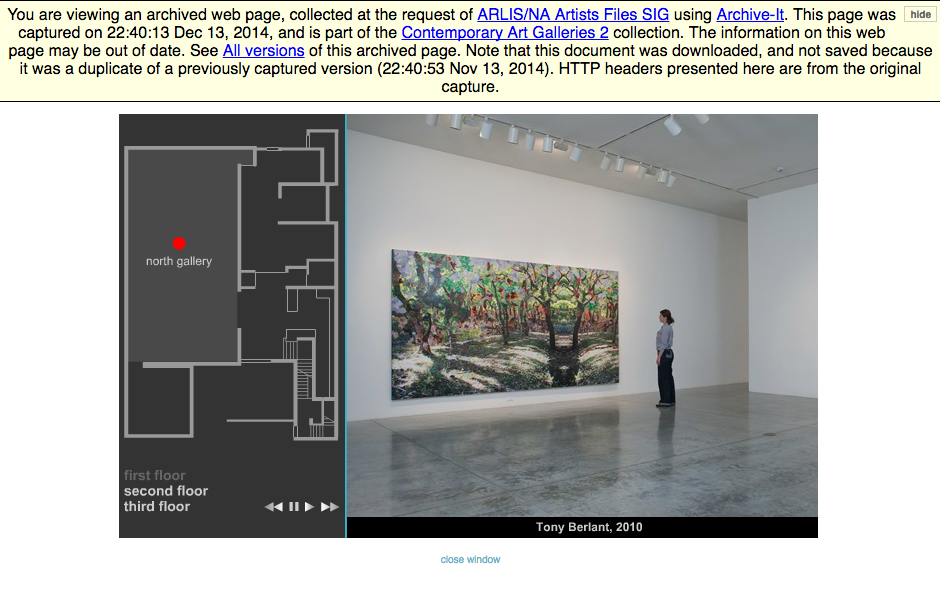 You are viewing an archived web page, collected at the request of ARLIS/NA Artists Files SIG using Archive-It. This page was
hide
captured on 22:40:13 Dec 13, 2014, and is part of the Contemporary Art Galleries 2 collection. The information on this web
page may be out of date. See All versions of this archived page. Note that this document was downloaded, and not saved because
it was a duplicate of a previously captured version (22:40:53 Nov 13, 2014). HTTP headers presented here are from the original
capture.
north gallery
first floor
second floor
third floor
Tony Berlant, 2010
close window